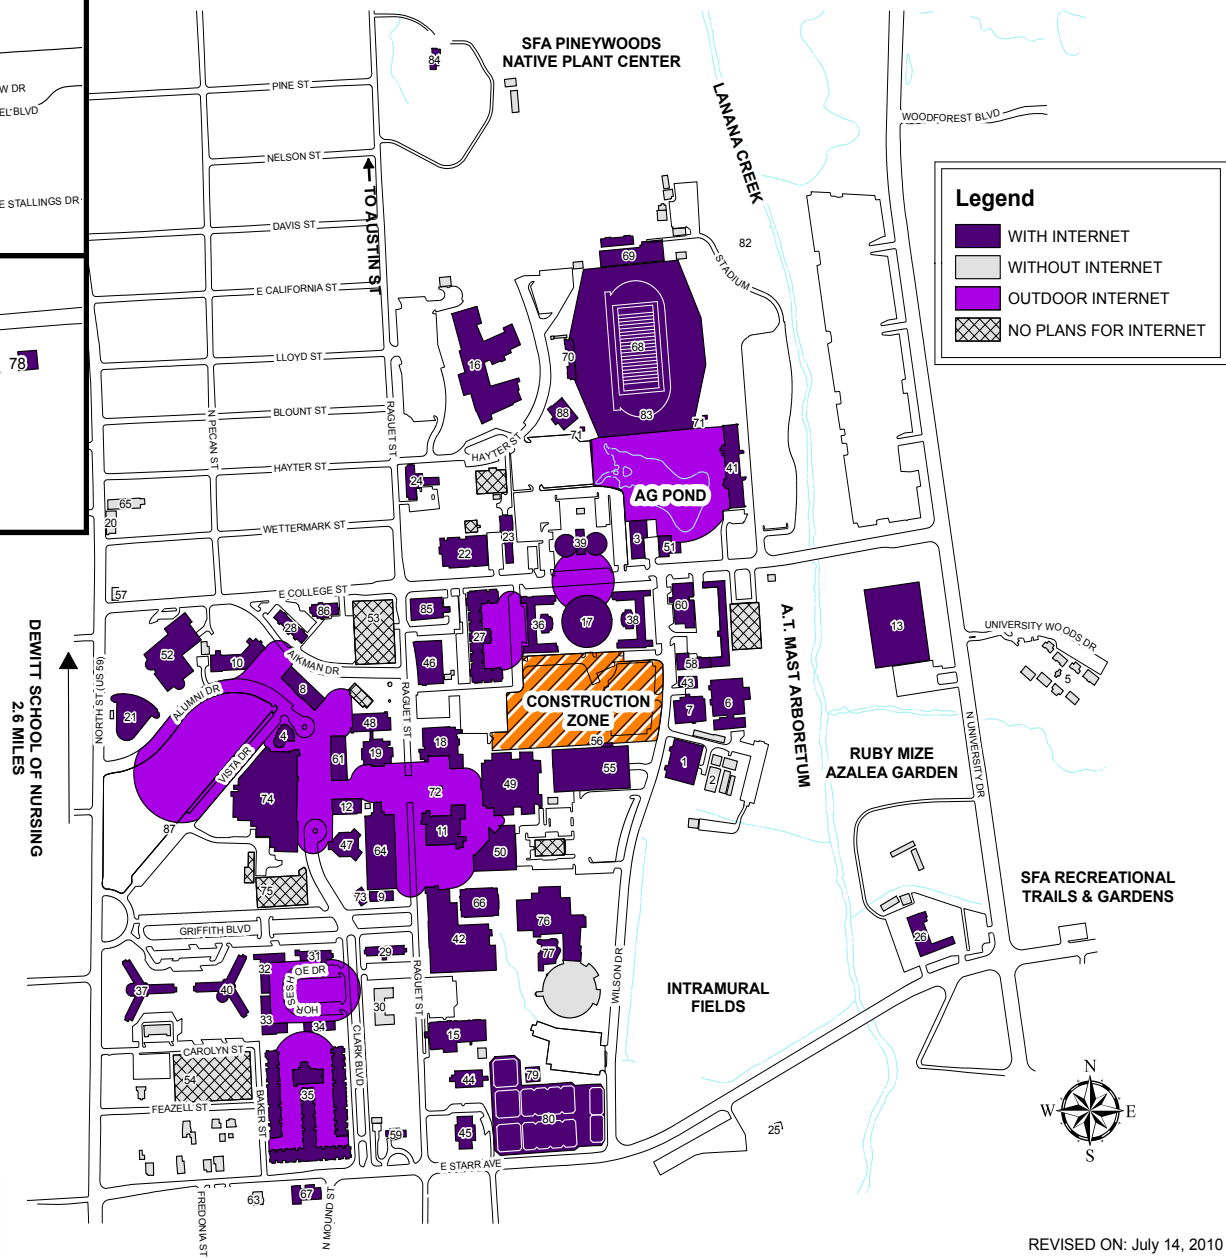 SFA PINEYWOODS
NATIVE PLANT CENTER
84
PINE ST
W DR
EL BLVD
LANANA CREEK
WOODFOREST BLVD
NELSON ST
TO AUSTIN ST
E STALLINGS DR
DAVIS ST
Legend
WITH INTERNET
WITHOUT INTERNET
OUTDOOR INTERNET
NO PLANS FOR INTERNET
82
69
STADIUM
E CALIFORNIA ST
78
LLOYD ST
16
70
68
83
88
71
71
BLOUNT ST
N PECAN ST
RAGUET ST
HAYTER ST
HAYTER ST
24
41
AG POND
65
20
WETTERMARK ST
22
23
39
3
51
57
E COLLEGE ST
86
28
53
85
27
36
17
38
60
13
UNIVERSITY WOODS DR
5
DEWITT SCHOOL OF NURSING
2.6 MILES
NORTH ST (US 59)
52
10
AIKMAN DR
46
58
43
A.T. MAST ARBORETUM
21
ALUMNI DR
8
RAGUET ST
CONSTRUCTION
ZONE
7
6
4
48
19
18
56
N UNIVERSITY DR
VISTA DR
61
74
72
49
55
1
2
RUBY MIZE
AZALEA GARDEN
87
12
47
64
11
50
75
73
9
66
76
77
SFA RECREATIONAL
TRAILS & GARDENS
GRIFFITH BLVD
42
26
32
31
29
OE DR
HORSESH
37
40
30
33
34
RAGUET ST
WILSON DR
INTRAMURAL
FIELDS
CAROLYN ST
CLARK BLVD
15
54
35
44
79
FEAZELL ST
BAKER ST
80
59
45
25
E STARR AVE
63
67
FREDONIA ST
N MOUND ST
N
W
E
S
REVISED ON: July 14, 2010